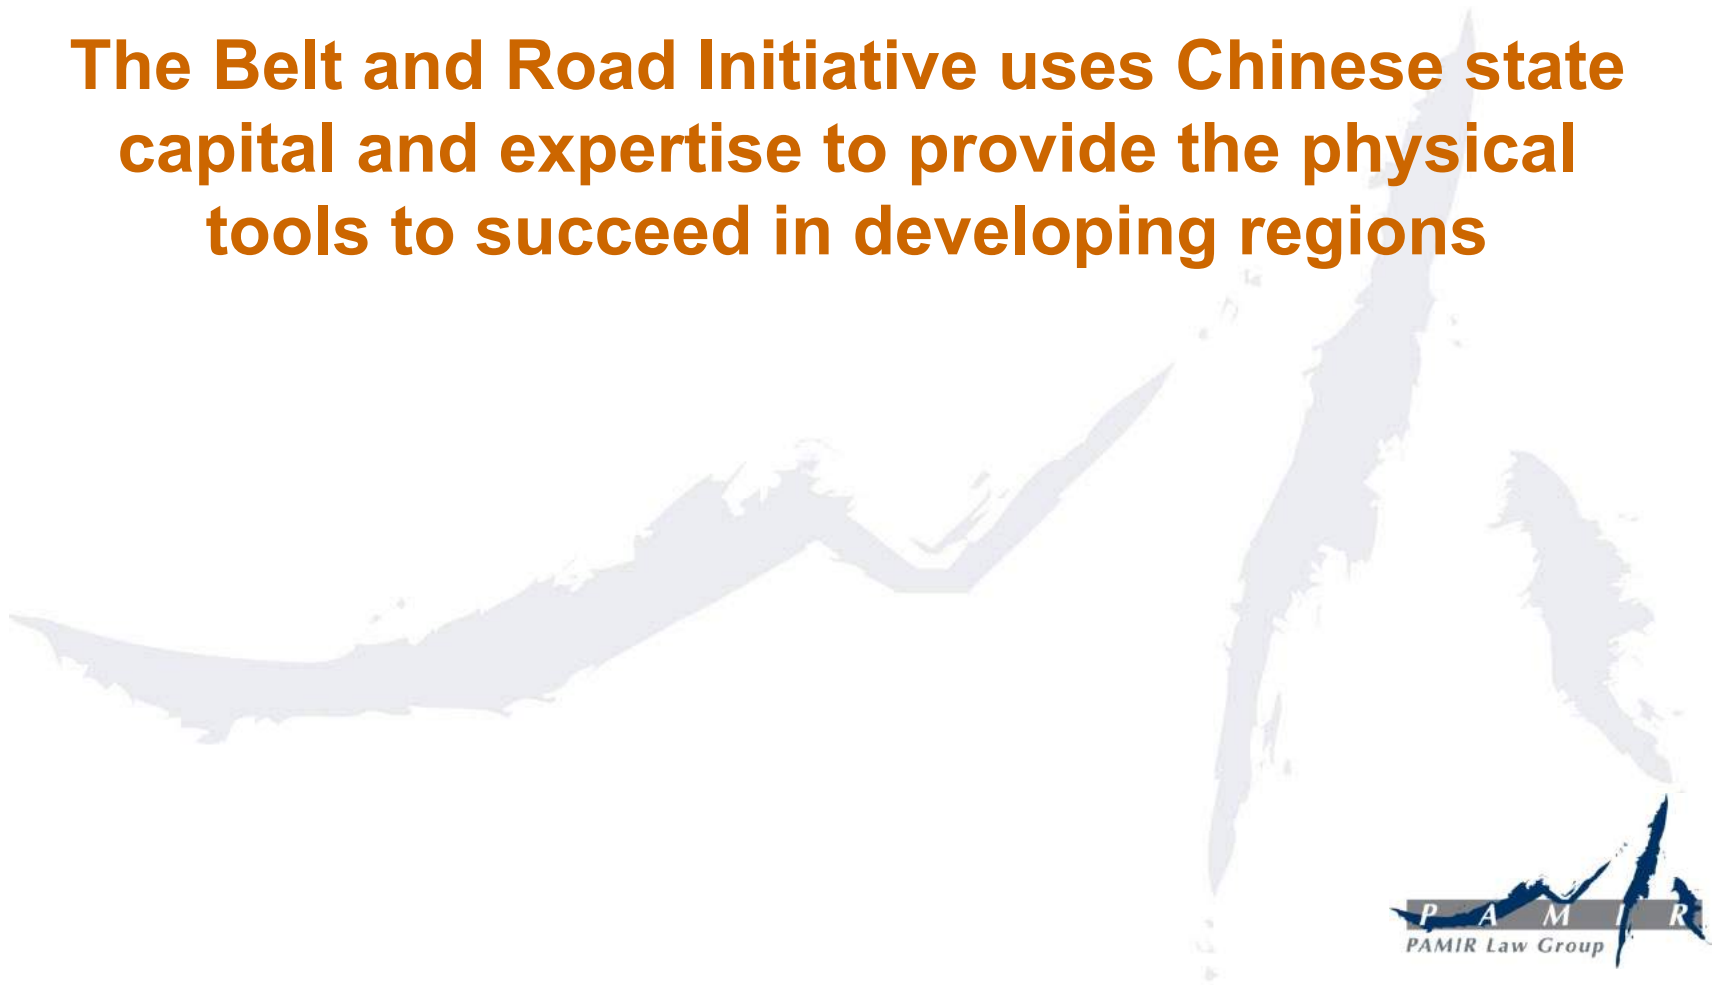 The Belt and Road Initiative uses Chinese state
capital and expertise to provide the physical
tools to succeed in developing regions
P A M I R
PAMIR Law Group